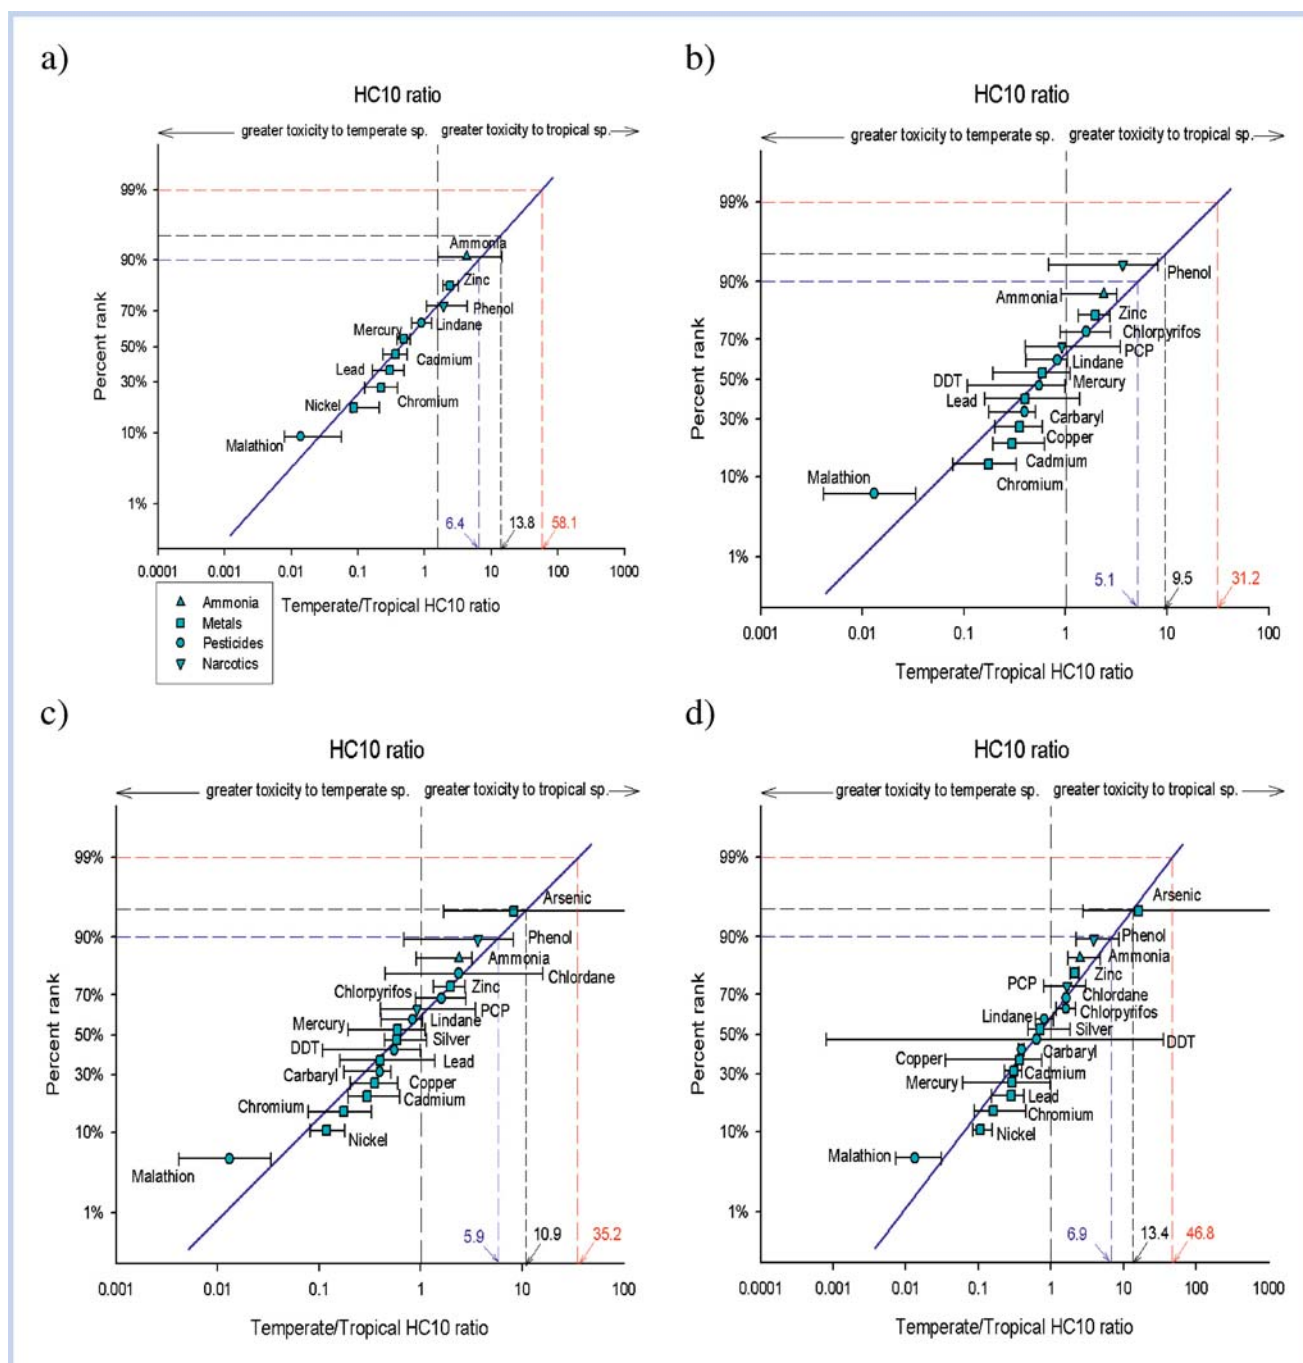 a)
HC10 ratio
greater toxicity to temperate sp. greater toxicity to tropical sp.
99%
Ammonia
90%
Zinc
70%
Phenol
Mercury
Lindane
50%
Cadmium
Lead
30%
Chromium
Nickel
10%
Malathion
1%
6.4 13.8 58.1
0.0001 0.001 0.01 0.1 1 10 100 1000
Percent rank
Temperate/Tropical HC10 ratio
Ammonia
Metals
Pesticides
Narcotics
b)
HC10 ratio
greater toxicity to temperate sp. greater toxicity to tropical sp.
99%
Phenol
90%
Ammonia
Zinc
Chlorpyrifos
70%
PCP
Lindane
50%
DDT
Mercury
Lead
30%
Carbaryl
Copper
Cadmium
10%
Malathion
Chromium
1%
5.1 9.5 31.2
0.001 0.01 0.1 1 10 100
Percent rank
Temperate/Tropical HC10 ratio
c)
HC10 ratio
greater toxicity to temperate sp. greater toxicity to tropical sp.
99%
Arsenic
90%
Phenol
Ammonia
Chlordane
Zinc
Chlorpyrifos
70%
PCP
Lindane
Mercury
50%
Silver
DDT
Lead
Carbaryl
30%
Copper
Cadmium
Chromium
10%
Nickel
Malathion
1%
5.9 10.9 35.2
0.001 0.01 0.1 1 10 100
Percent rank
Temperate/Tropical HC10 ratio
d)
HC10 ratio
greater toxicity to temperate sp. greater toxicity to tropical sp.
99%
Arsenic
90%
Phenol
Ammonia
Zinc
PCP
Chlordane
70%
Chlorpyrifos
Lindane
Silver
50%
DDT
Carbaryl
Copper
Cadmium
30%
Mercury
Lead
Chromium
10%
Nickel
Malathion
1%
6.9 13.4 46.8
0.0001 0.001 0.01 0.1 1 10 100 1000
Percent rank
Temperate/Tropical HC10 ratio